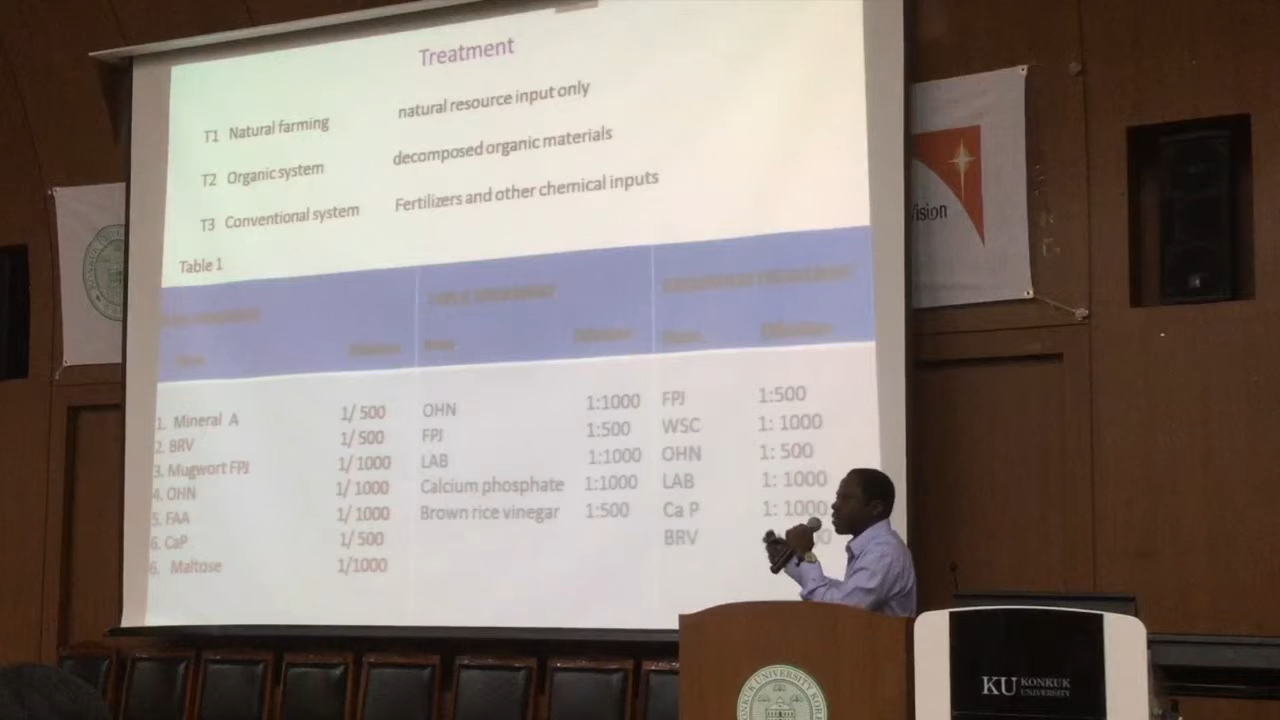 Treatment
T1 Natural farming natural resource input only
T2 Organic system decomposed organic materials
T3 Conventional system Fertilizers and other chemical inputs
Table 1
1. Mineral A 1/ 500 OHN 1:1000 FPJ 1:500
2. BRV 1/ 500 FPJ 1:500 WSC 1: 1000
3. Mugwort FPJ 1/ 1000 LAB 1:1000 OHN 1: 500
4. OHN 1/ 1000 Calcium phosphate 1:1000 LAB 1: 1000
5. FAA 1/ 1000 Brown rice vinegar 1:500 Ca P 1: 1000
6. CaP 1/ 500 BRV
6. Maltose 1/1000
KONKUK UNIVERSITY
KU KONKUK
UNIVERSITY